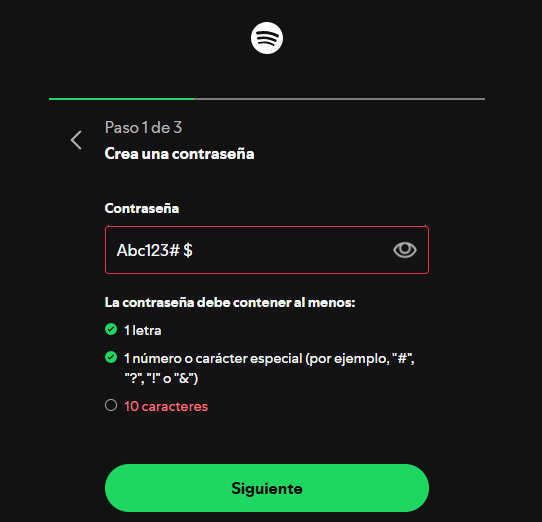 Paso 1 de 3
Crea una contraseña
Contraseña
Abc123# $
La contraseña debe contener al menos:
1 letra
1 número o carácter especial (por ejemplo, "#",
"?", "!" o "&")
10 caracteres
Siguiente